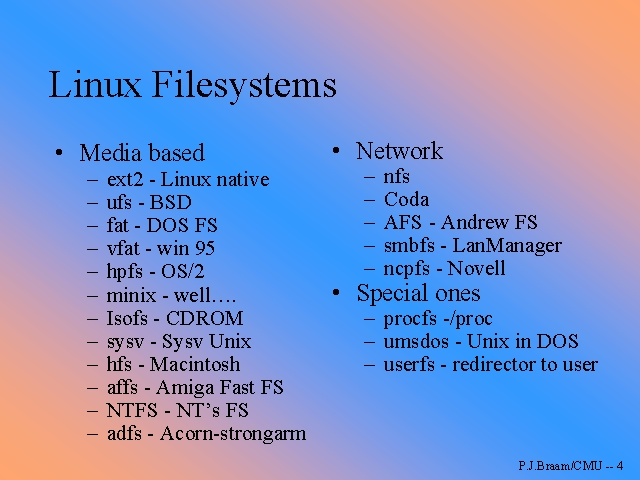 Linux Filesystems
• Media based
– ext2 - Linux native
– ufs - BSD
– fat - DOS FS
– vfat - win 95
– hpfs - OS/2
– minix - well….
– Isofs - CDROM
– sysv - Sysv Unix
– hfs - Macintosh
– affs - Amiga Fast FS
– NTFS - NT’s FS
– adfs - Acorn-strongarm
• Network
– nfs
– Coda
– AFS - Andrew FS
– smbfs - LanManager
– ncpfs - Novell
• Special ones
– procfs -/proc
– umsdos - Unix in DOS
– userfs - redirector to user
P.J.Braam/CMU -- 4